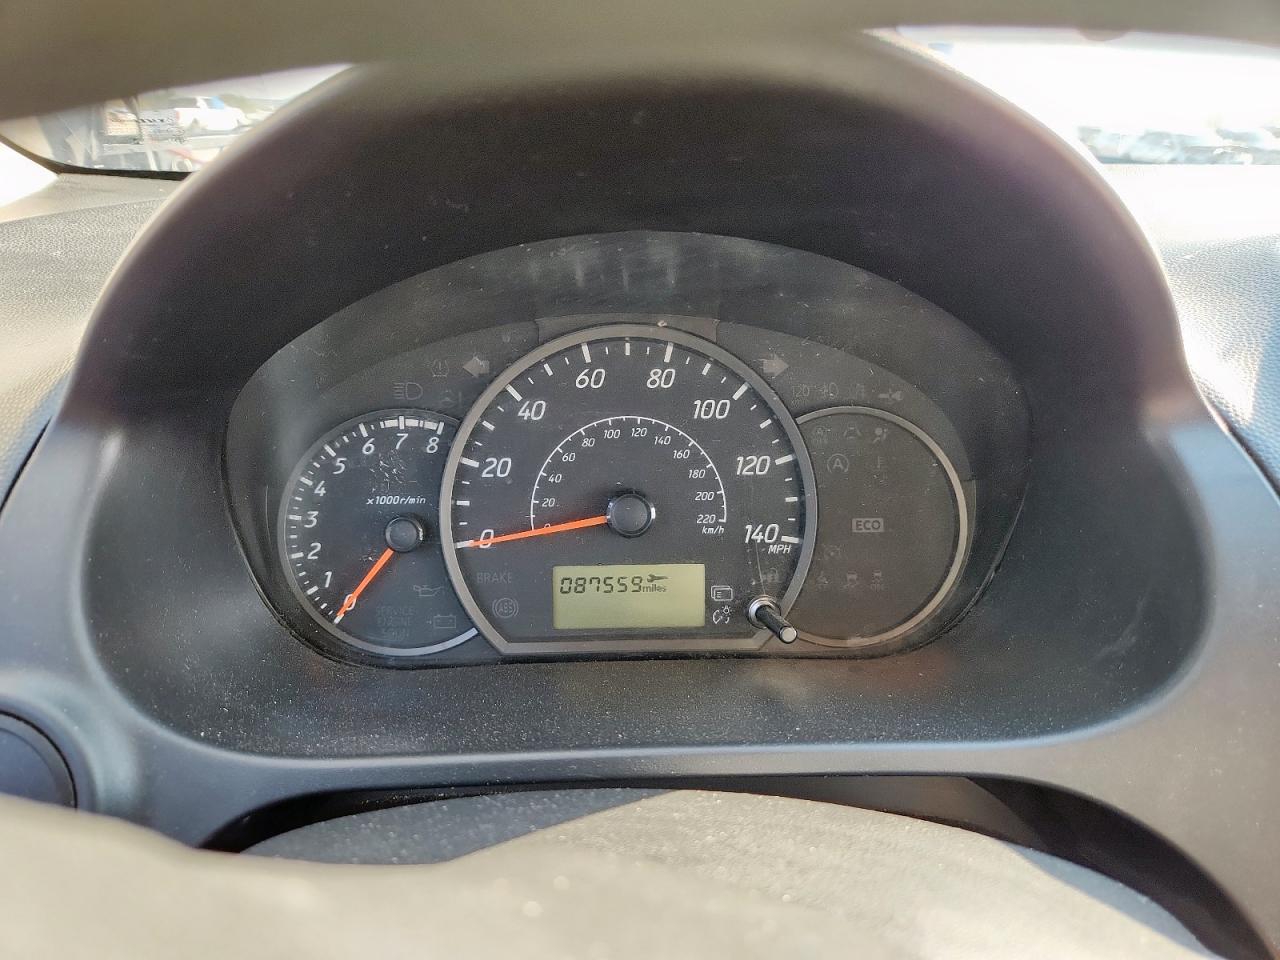 60 80
40 100
20 120
0 140
MPH
100 120
80 140
60 160
40 180
20 200
0 220
km/h
6 7 8
5
4
3
2
1
0
x1000r/min
BRAKE
ABS
SERVICE
ENGINE
SOON
087559 miles
A
ECO